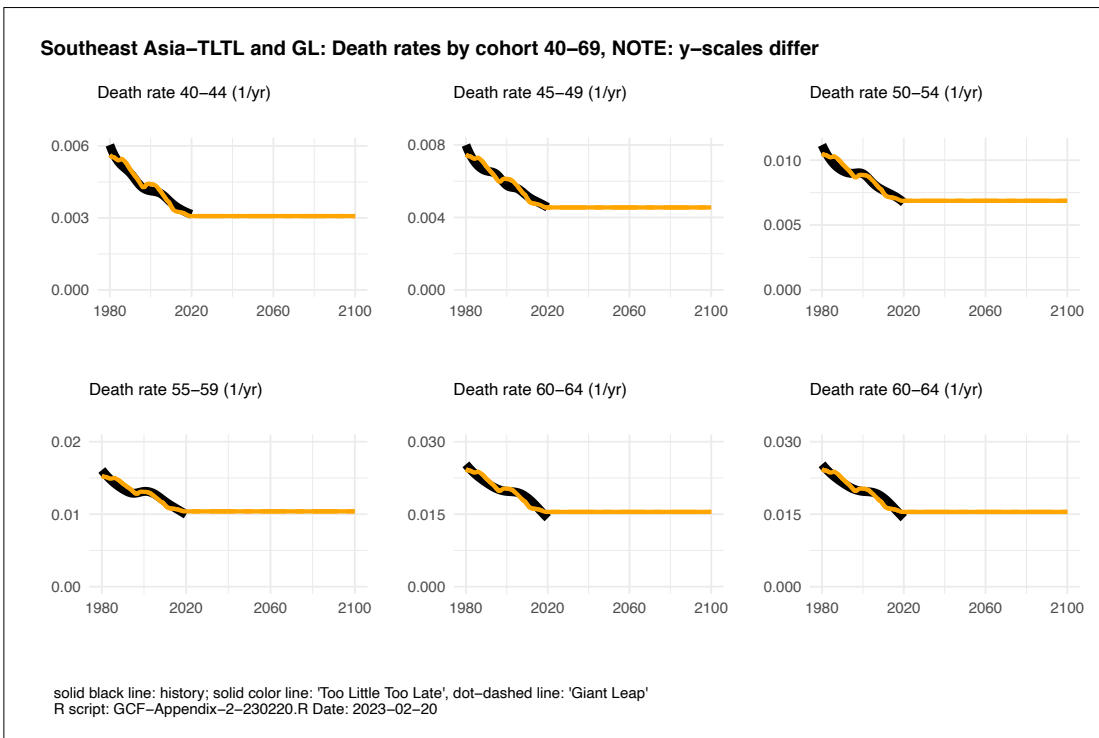 Southeast Asia−TLTL and GL: Death rates by cohort 40−69, NOTE: y−scales differ
Death rate 40−44 (1/yr)
0.006
0.003
0.000
1980 2020 2060 2100
Death rate 45−49 (1/yr)
0.008
0.004
0.000
1980 2020 2060 2100
Death rate 50−54 (1/yr)
0.010
0.005
0.000
1980 2020 2060 2100
Death rate 55−59 (1/yr)
0.02
0.01
0.00
1980 2020 2060 2100
Death rate 60−64 (1/yr)
0.030
0.015
0.000
1980 2020 2060 2100
Death rate 60−64 (1/yr)
0.030
0.015
0.000
1980 2020 2060 2100
solid black line: history; solid color line: 'Too Little Too Late', dot−dashed line: 'Giant Leap'
R script: GCF−Appendix−2−230220.R Date: 2023−02−20